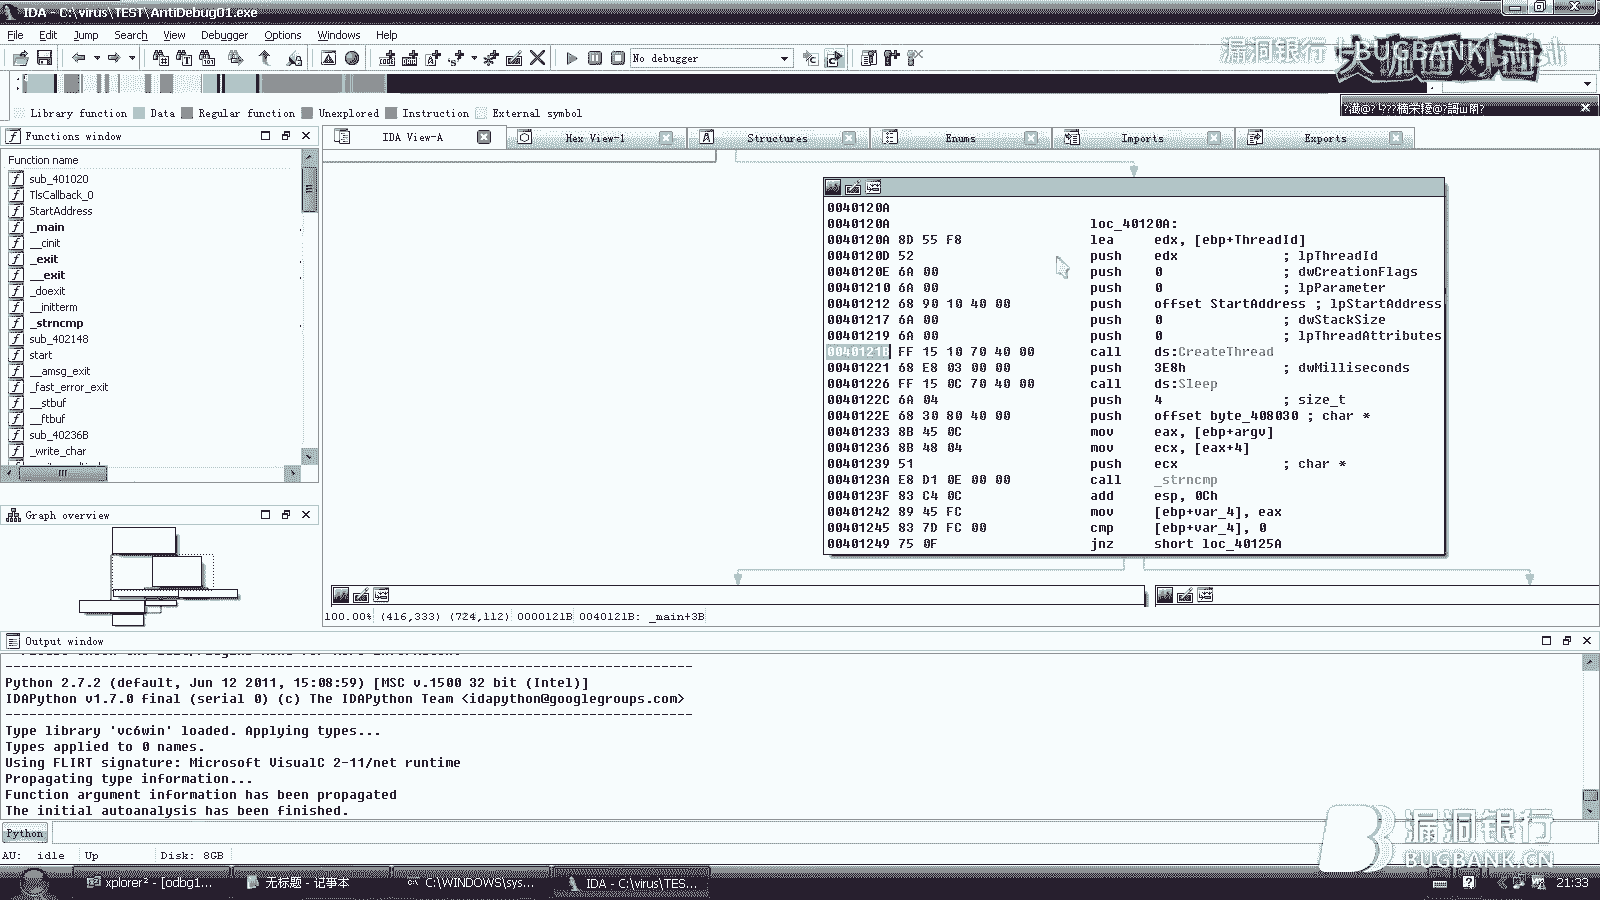 IDA - C:\virus\TEST\AntiDebug01.exe
File Edit Jump Search View Debugger Options Windows Help
No debugger
漏洞银行 BUGBANK
Library function Data Regular function Unexplored Instruction External symbol
Functions window
IDA View-A Hex View-1 Structures Enums Imports Exports
Function name
sub_401020
TlsCallback_0
StartAddress
_main
__cinit
_exit
__exit
_doexit
__initterm
_strncmp
sub_402148
start
__amsg_exit
_fast_error_exit
__stbuf
__ftbuf
sub_40236B
_write_char
0040120A
0040120A loc_40120A:
0040120A 8D 55 F8 lea edx, [ebp+ThreadId]
0040120D 52 push edx ; lpThreadId
0040120E 6A 00 push 0 ; dwCreationFlags
00401210 6A 00 push 0 ; lpParameter
00401212 68 90 10 40 00 push offset StartAddress ; lpStartAddress
00401217 6A 00 push 0 ; dwStackSize
00401219 6A 00 push 0 ; lpThreadAttributes
0040121B FF 15 10 70 40 00 call ds:CreateThread
00401221 68 E8 03 00 00 push 3E8h ; dwMilliseconds
00401226 FF 15 0C 70 40 00 call ds:Sleep
0040122C 6A 04 push 4 ; size_t
0040122E 68 30 80 40 00 push offset byte_408030 ; char *
00401233 8B 45 0C mov eax, [ebp+argv]
00401236 8B 48 04 mov ecx, [eax+4]
00401239 51 push ecx ; char *
0040123A E8 D1 0E 00 00 call _strncmp
0040123F 83 C4 0C add esp, 0Ch
00401242 89 45 FC mov [ebp+var_4], eax
00401245 83 7D FC 00 cmp [ebp+var_4], 0
00401249 75 0F jnz short loc_40125A
Graph overview
100.00% (416,333) (724,112) 0000121B 0040121B: _main+3B
Output window
Python 2.7.2 (default, Jun 12 2011, 15:08:59) [MSC v.1500 32 bit (Intel)]
IDAPython v1.7.0 final (serial 0) (c) The IDAPython Team <idapython@googlegroups.com>
Type library 'vc6win' loaded. Applying types...
Types applied to 0 names.
Using FLIRT signature: Microsoft VisualC 2-11/net runtime
Propagating type information...
Function argument information has been propagated
The initial autoanalysis has been finished.
Python
AU: idle Up Disk: 8GB
漏洞银行
BUGBANK.CN
xplorer² - [odbg1... 无标题 - 记事本 C:\WINDOWS\sys... IDA - C:\virus\TES... 21:33